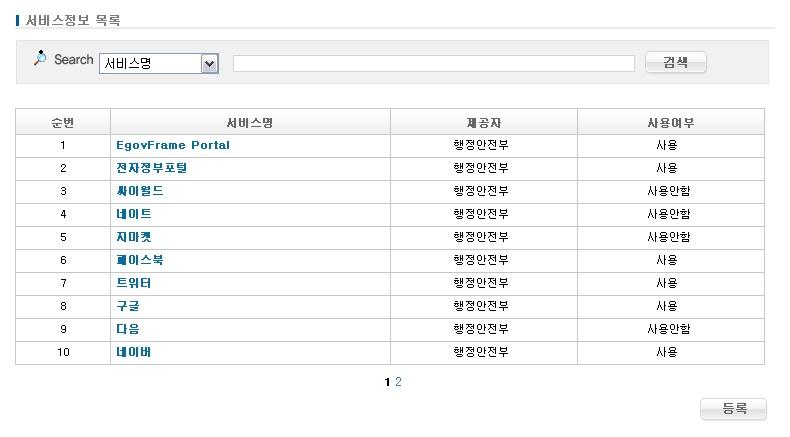 서비스정보 목록
Search 서비스명 검색
순번 서비스명 제공자 사용여부
1 EgovFrame Portal 행정안전부 사용
2 전자정부포털 행정안전부 사용
3 싸이월드 행정안전부 사용안함
4 네이트 행정안전부 사용안함
5 지마켓 행정안전부 사용안함
6 페이스북 행정안전부 사용
7 트위터 행정안전부 사용
8 구글 행정안전부 사용
9 다음 행정안전부 사용안함
10 네이버 행정안전부 사용
1 2
등록